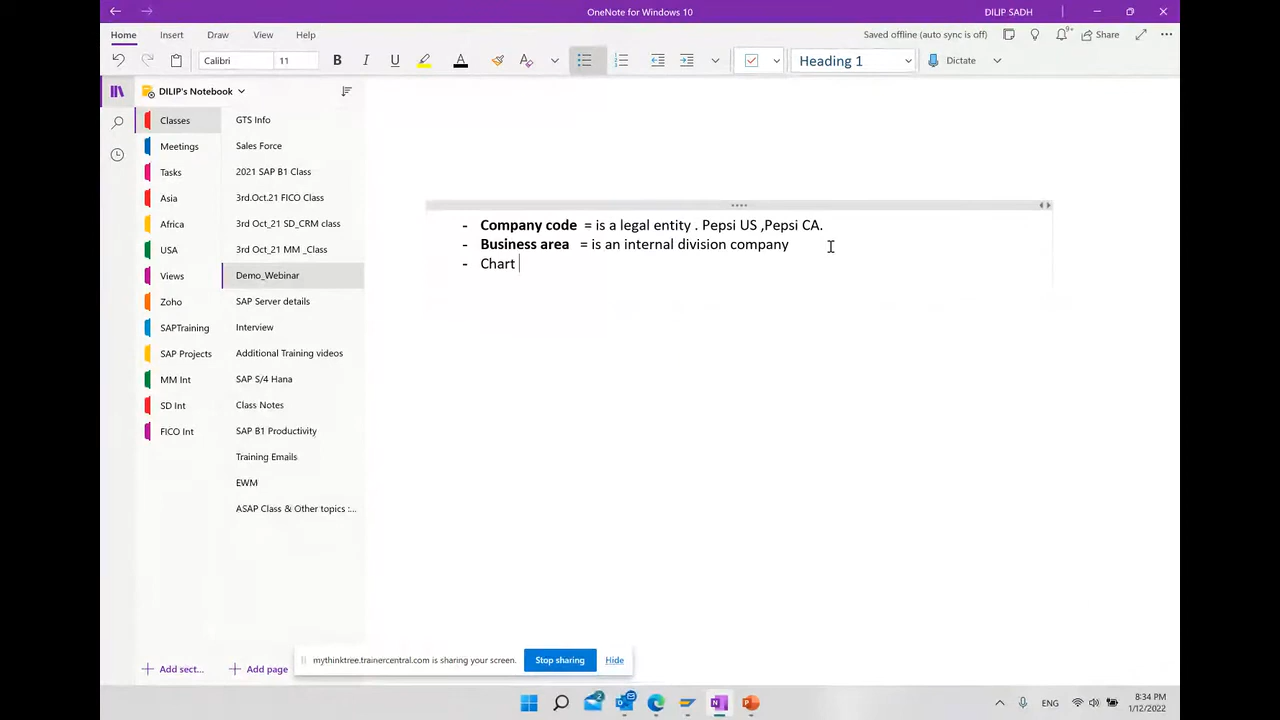 OneNote for Windows 10
DILIP SADH
Home Insert Draw View Help
Saved offline (auto sync is off)
Share
Calibri 11 B I U A Heading 1 Dictate
DILIP's Notebook
Classes
Meetings
Tasks
Asia
Africa
USA
Views
Zoho
SAPTraining
SAP Projects
MM Int
SD Int
FICO Int
GTS Info
Sales Force
2021 SAP B1 Class
3rd.Oct.21 FICO Class
3rd Oct_21 SD_CRM class
3rd Oct_21 MM _Class
Demo_Webinar
SAP Server details
Interview
Additional Training videos
SAP S/4 Hana
Class Notes
SAP B1 Productivity
Training Emails
EWM
ASAP Class & Other topics :...
- Company code = is a legal entity . Pepsi US ,Pepsi CA.
- Business area = is an internal division company
- Chart
+ Add sect... + Add page
mythinktree.trainercentral.com is sharing your screen. Stop sharing Hide
ENG
8:34 PM
1/12/2022